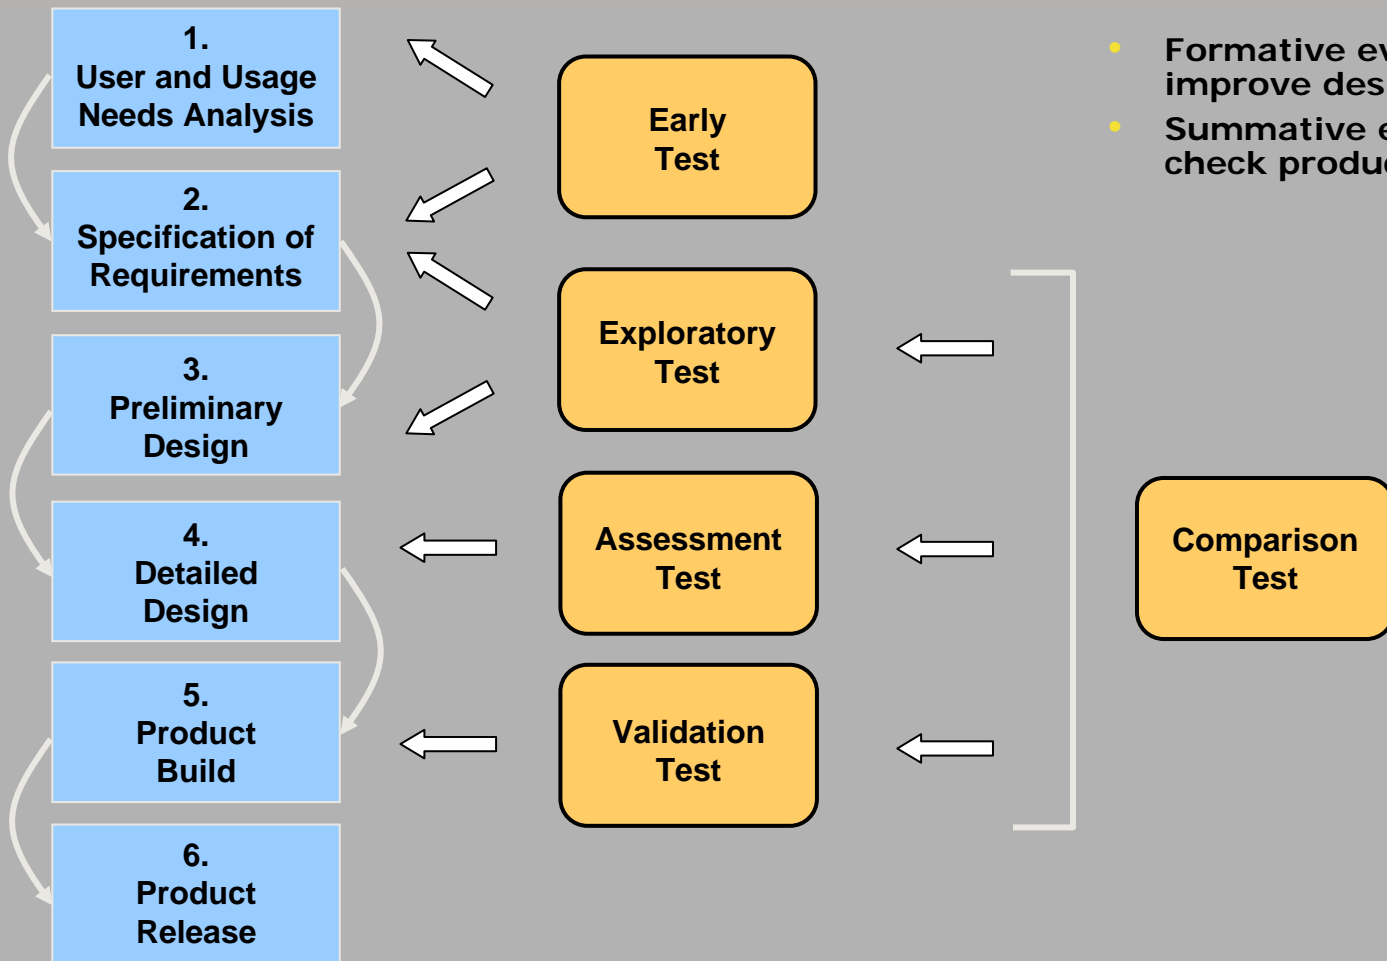 1.
User and Usage
Needs Analysis
2.
Specification of
Requirements
3.
Preliminary
Design
4.
Detailed
Design
5.
Product
Build
6.
Product
Release
Early
Test
Exploratory
Test
Assessment
Test
Validation
Test
Comparison
Test
• Formative
improve
• Summative
check